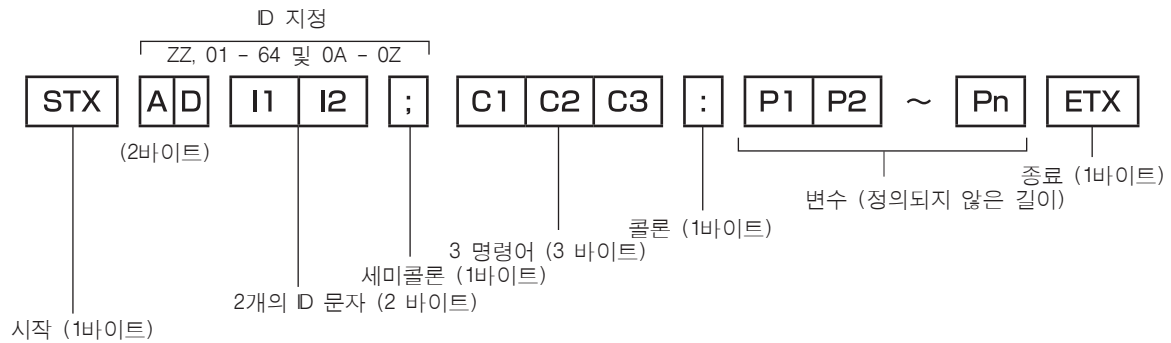 ID 지정
ZZ, 01 - 64 및 0A - 0Z
STX A D I1 I2 ; C1 C2 C3 : P1 P2 ~ Pn ETX
(2바이트)
종료 (1바이트)
변수 (정의되지 않은 길이)
콜론 (1바이트)
3 명령어 (3 바이트)
세미콜론 (1바이트)
2개의 ID 문자 (2 바이트)
시작 (1바이트)